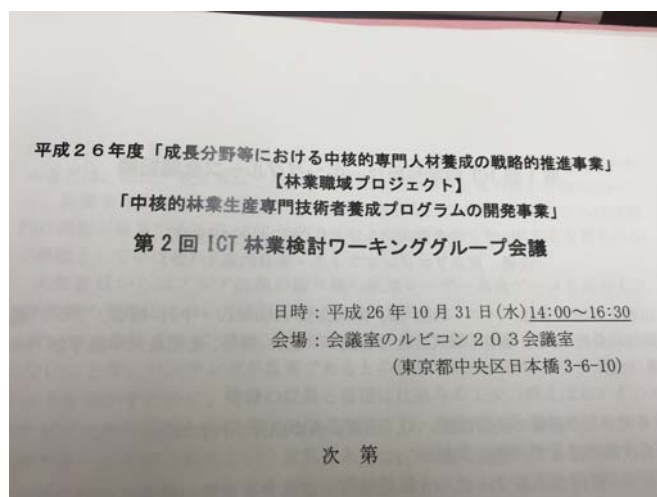 平成２６年度「成長分野等における中核的専門人材養成の戦略的推進事業」
【林業職域プロジェクト】
「中核的林業生産専門技術者養成プログラムの開発事業」
第２回 ICT 林業検討ワーキンググループ会議
日時：平成 26 年 10 月 31 日(水)14:00～16:30
会場：会議室のルビコン２０３会議室
(東京都中央区日本橋 3-6-10)
次 第